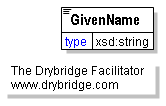 GivenName
type xsd:string
The Drybridge Facilitator
www.drybridge.com